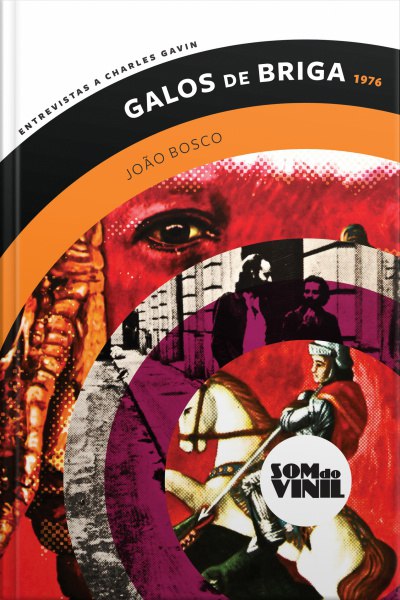 ENTREVISTAS A CHARLES GAVIN
GALOS DE BRIGA 1976
JOÃO BOSCO
SOM do
VINIL